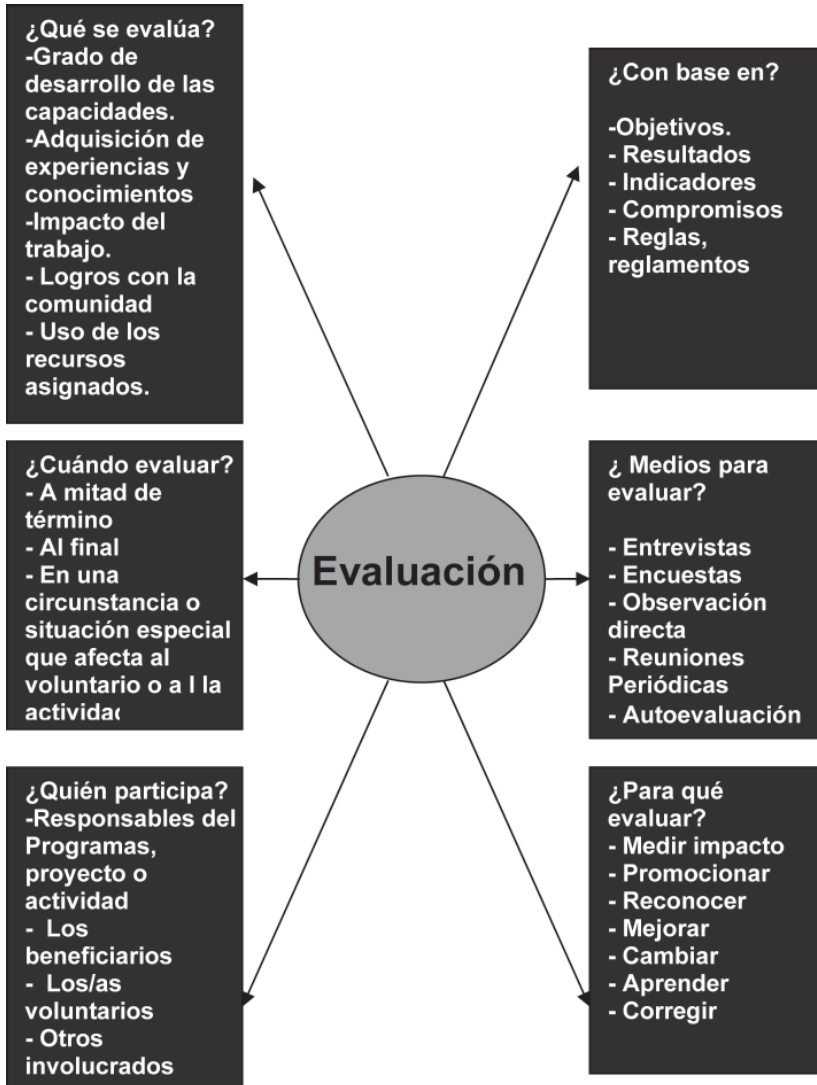 ¿Qué se evalúa?
-Grado de
desarrollo de las
capacidades.
-Adquisición de
experiencias y
conocimientos
-Impacto del
trabajo.
- Logros con la
comunidad
- Uso de los
recursos
asignados.
¿Con base en?
-Objetivos.
- Resultados
- Indicadores
- Compromisos
- Reglas,
reglamentos
¿Cuándo evaluar?
- A mitad de
término
- Al final
- En una
circunstancia o
situación especial
que afecta al
voluntario o a l la
actividad
Evaluación
¿ Medios para
evaluar?
- Entrevistas
- Encuestas
- Observación
directa
- Reuniones
Periódicas
- Autoevaluación
¿Quién participa?
-Responsables del
Programas,
proyecto o
actividad
- Los
beneficiarios
- Los/as
voluntarios
- Otros
involucrados
¿Para qué
evaluar?
- Medir impacto
- Promocionar
- Reconocer
- Mejorar
- Cambiar
- Aprender
- Corregir